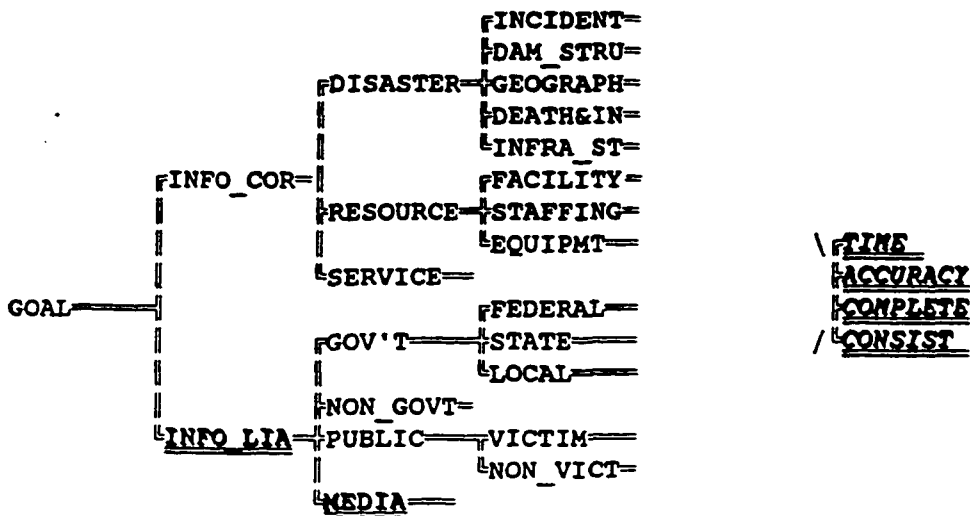 INCIDENT
DAM_STRU
DISASTER GEOGRAPH
DEATH&IN
INFRA_ST
INFO_COR FACILITY
RESOURCE STAFFING
EQUIPMT \ TIME
SERVICE ACCURACY
GOAL FEDERAL COMPLETE
GOV'T STATE / CONSIST
LOCAL
NON_GOVT
INFO_LIA PUBLIC VICTIM
NON_VICT
MEDIA